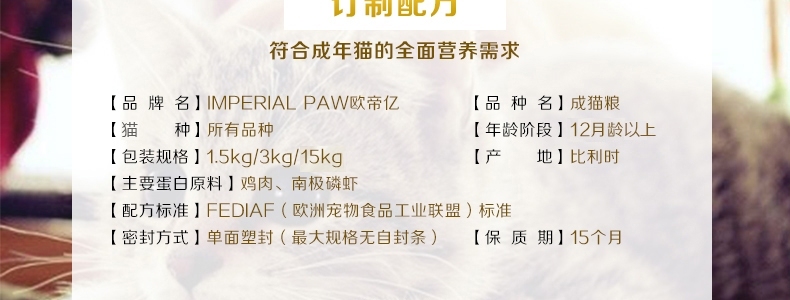 订制配方
符合成年猫的全面营养需求
【品 牌 名】IMPERIAL PAW欧帝亿 【品 种 名】成猫粮
【猫 种】所有品种 【年龄阶段】12月龄以上
【包装规格】1.5kg/3kg/15kg 【产 地】比利时
【主要蛋白原料】鸡肉、南极磷虾
【配方标准】FEDIAF（欧洲宠物食品工业联盟）标准
【密封方式】单面塑封（最大规格无自封条） 【保 质 期】15个月